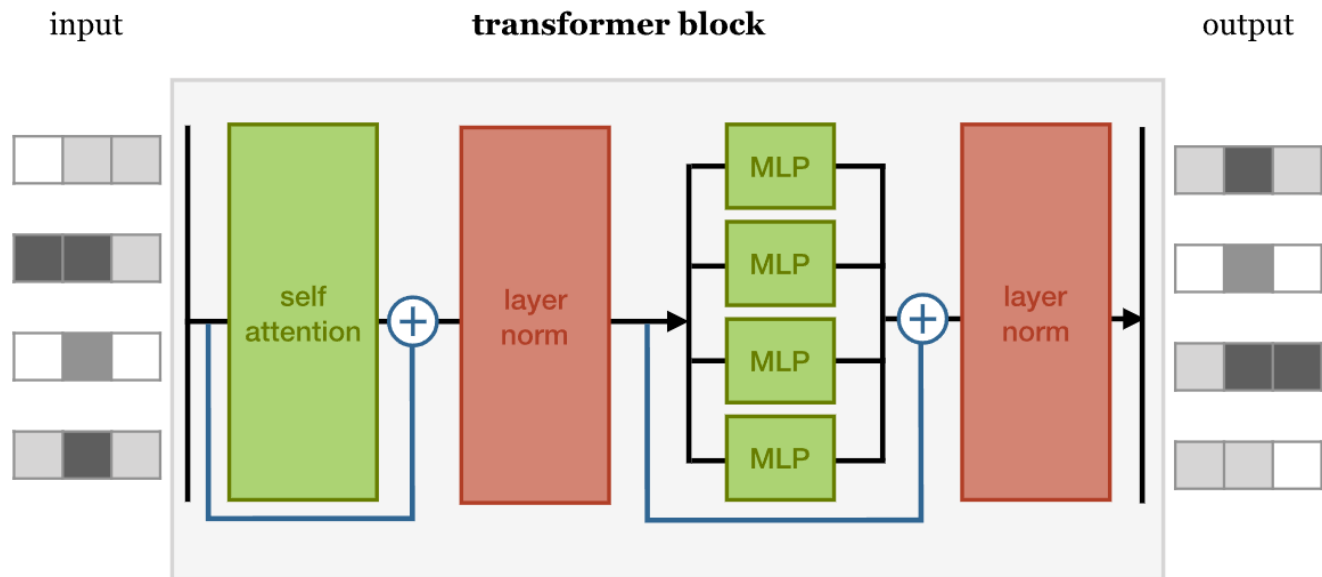 input
transformer block
output
self
attention
layer
norm
MLP
MLP
MLP
MLP
layer
norm